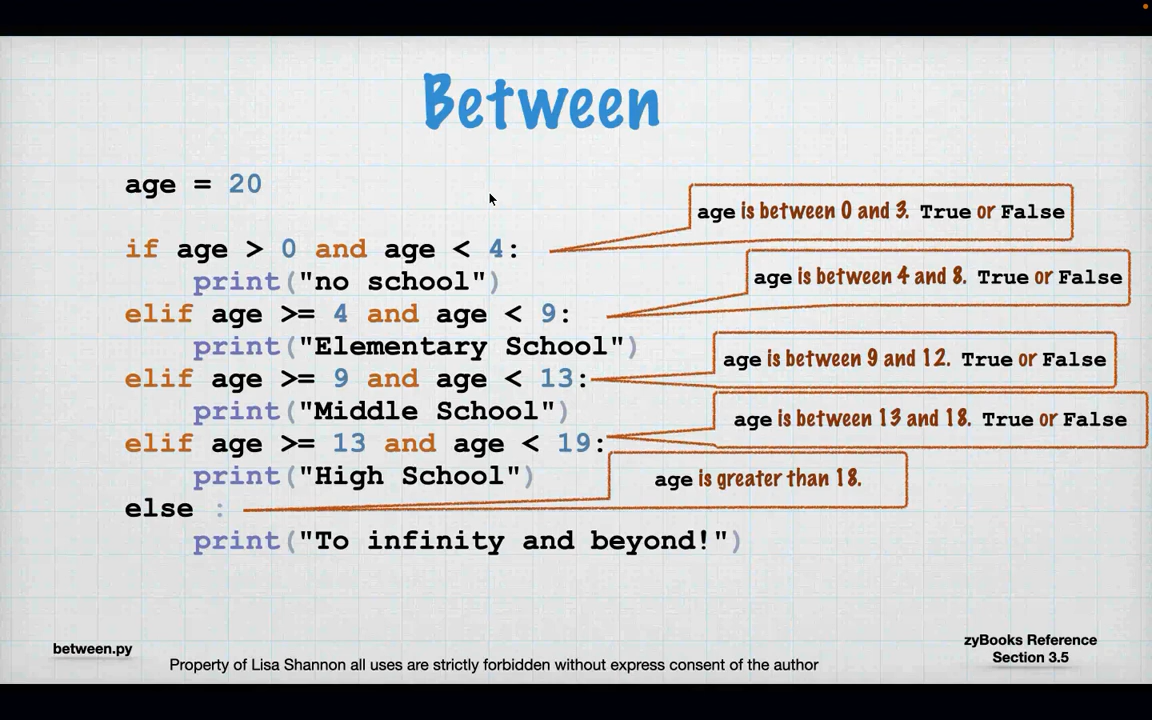 Between
age = 20
if age > 0 and age < 4:
age is between 0 and 3. True or False
print("no school")
age is between 4 and 8. True or False
elif age >= 4 and age < 9:
print("Elementary School")
age is between 9 and 12. True or False
elif age >= 9 and age < 13:
print("Middle School")
age is between 13 and 18. True or False
elif age >= 13 and age < 19:
print("High School")
age is greater than 18.
else :
print("To infinity and beyond!")
between.py
Property of Lisa Shannon all uses are strictly forbidden without express consent of the author
zyBooks Reference
Section 3.5